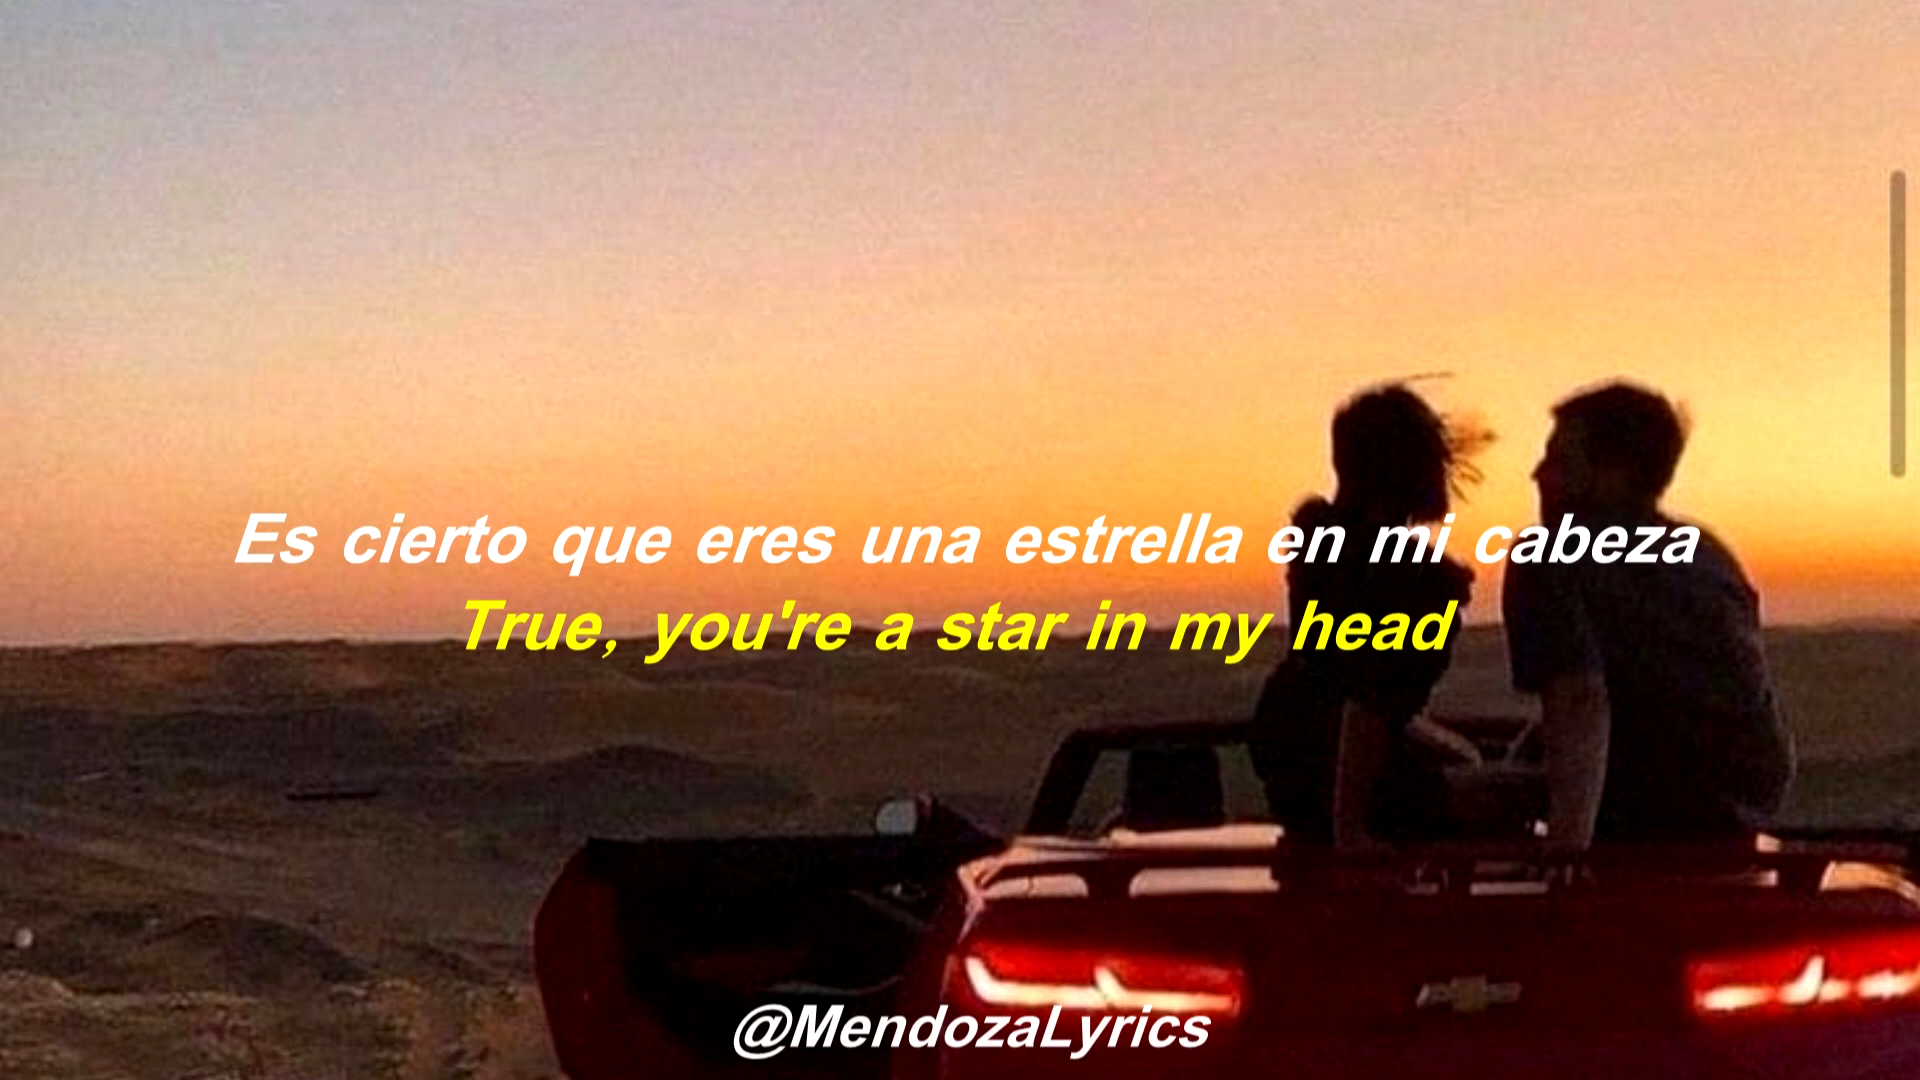 Es cierto que eres una estrella en mi cabeza
True, you're a star in my head
@MendozaLyrics